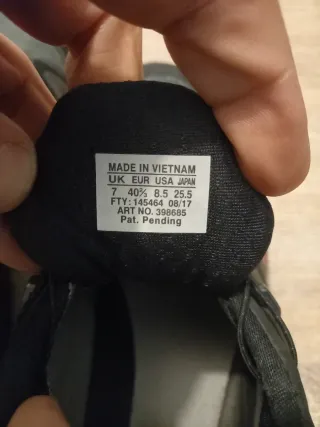 MADE IN VIETNAM
UK EUR USA JAPAN
7 40⅔ 8.5 25.5
FTY: 145464 08/17
ART NO. 398685
Pat. Pending